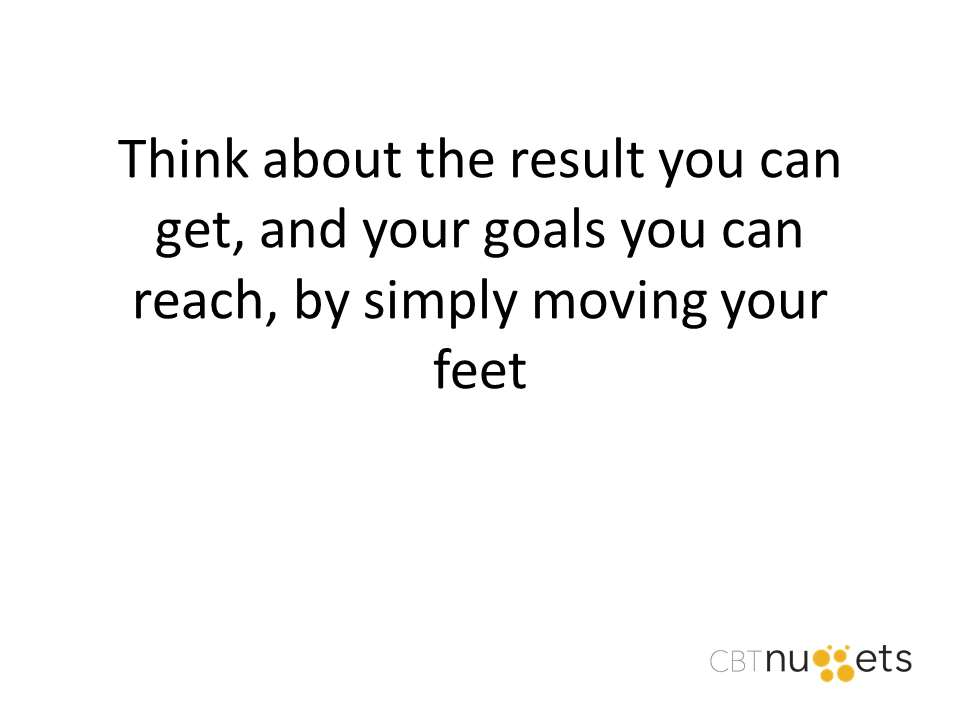 Think about the result you can
get, and your goals you can
reach, by simply moving your
feet
CBTnuggets